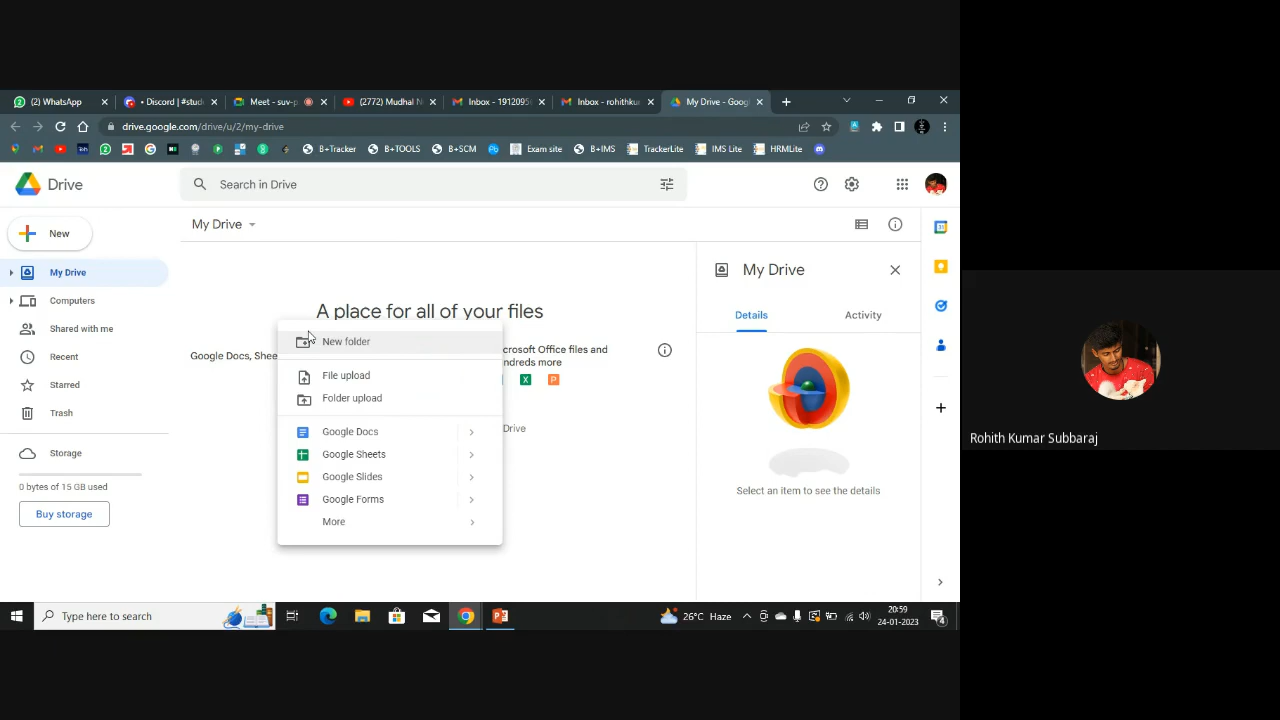 (2) WhatsApp
• Discord | #stud
Meet - suv-p
(2772) Mudhal N
Inbox - 1912095
Inbox - rohithku
My Drive - Goog
drive.google.com/drive/u/2/my-drive
B+Tracker
B+TOOLS
B+SCM
Exam site
B+IMS
TrackerLite
IMS Lite
HRMLite
Drive
Search in Drive
New
My Drive
My Drive
Computers
Shared with me
Recent
Starred
Trash
Storage
0 bytes of 15 GB used
Buy storage
A place for all of your files
Google Docs, Shee
crosoft Office files and
ndreds more
Drive
New folder
File upload
Folder upload
Google Docs
Google Sheets
Google Slides
Google Forms
More
My Drive
Details
Activity
Select an item to see the details
Type here to search
26°C Haze
20:59
24-01-2023
4
Rohith Kumar Subbaraj